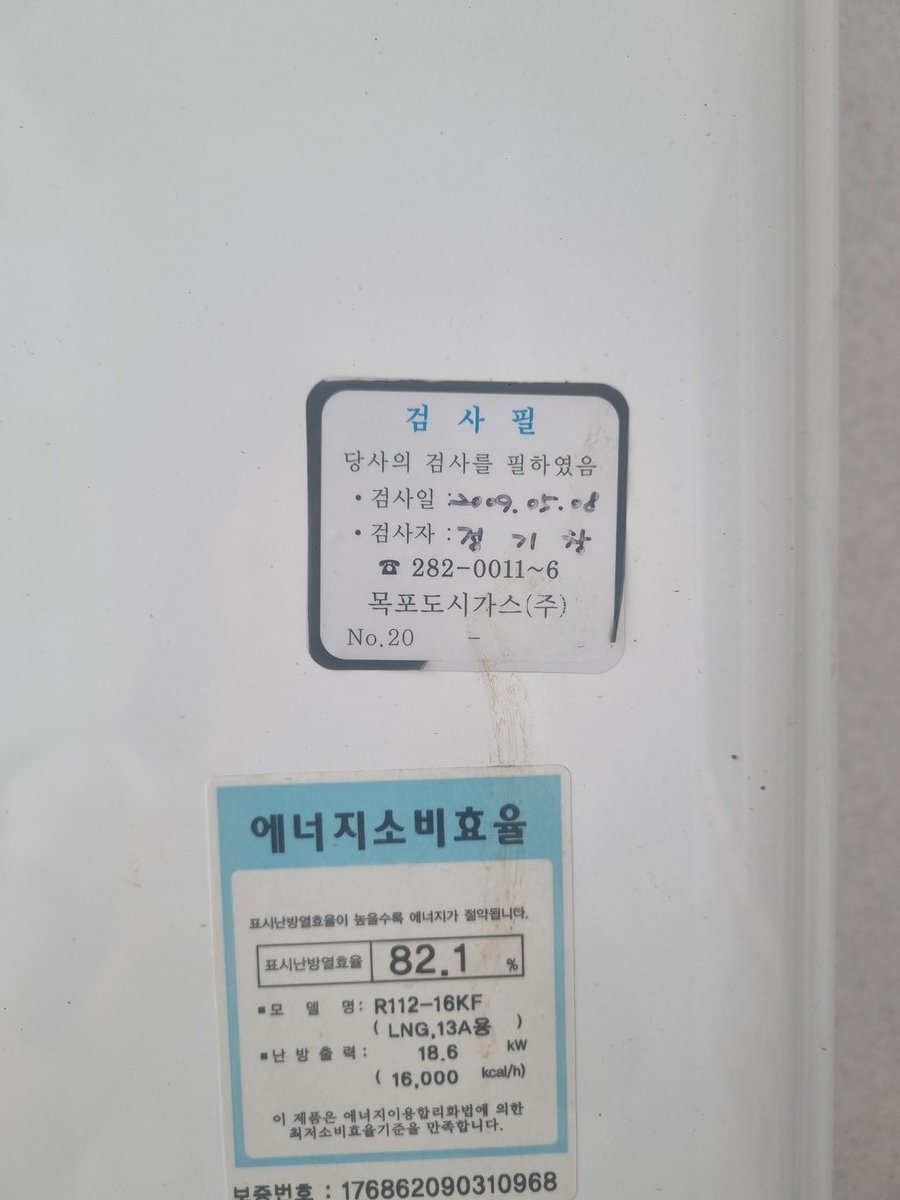 검 사 필
당사의 검사를 필하였음
• 검사일 : 2009. 05. 08
• 검사자 : 정 기 창
☎ 282-0011~6
목포도시가스(주)
No.20 -
에너지소비효율
표시난방열효율이 높을수록 에너지가 절약됩니다.
표시난방열효율 82.1 %
■모 델 명: R112-16KF
( LNG,13A용 )
■난 방 출 력: 18.6 kW
( 16,000 kcal/h)
이 제품은 에너지이용합리화법에 의한
최저소비효율기준을 만족합니다.
보증번호 : 176862090310968